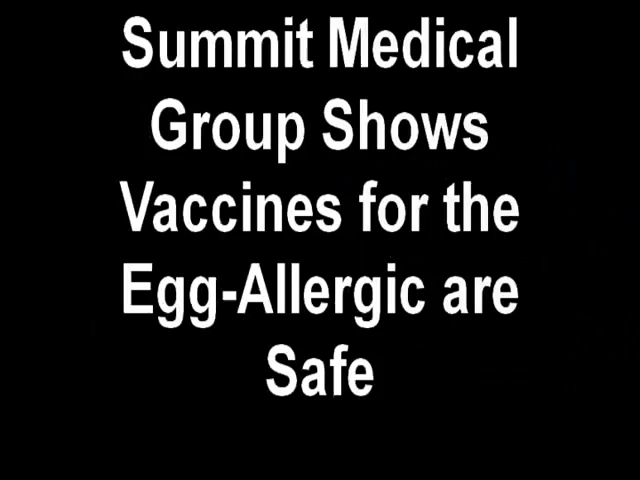 Summit Medical
Group Shows
Vaccines for the
Egg-Allergic are
Safe